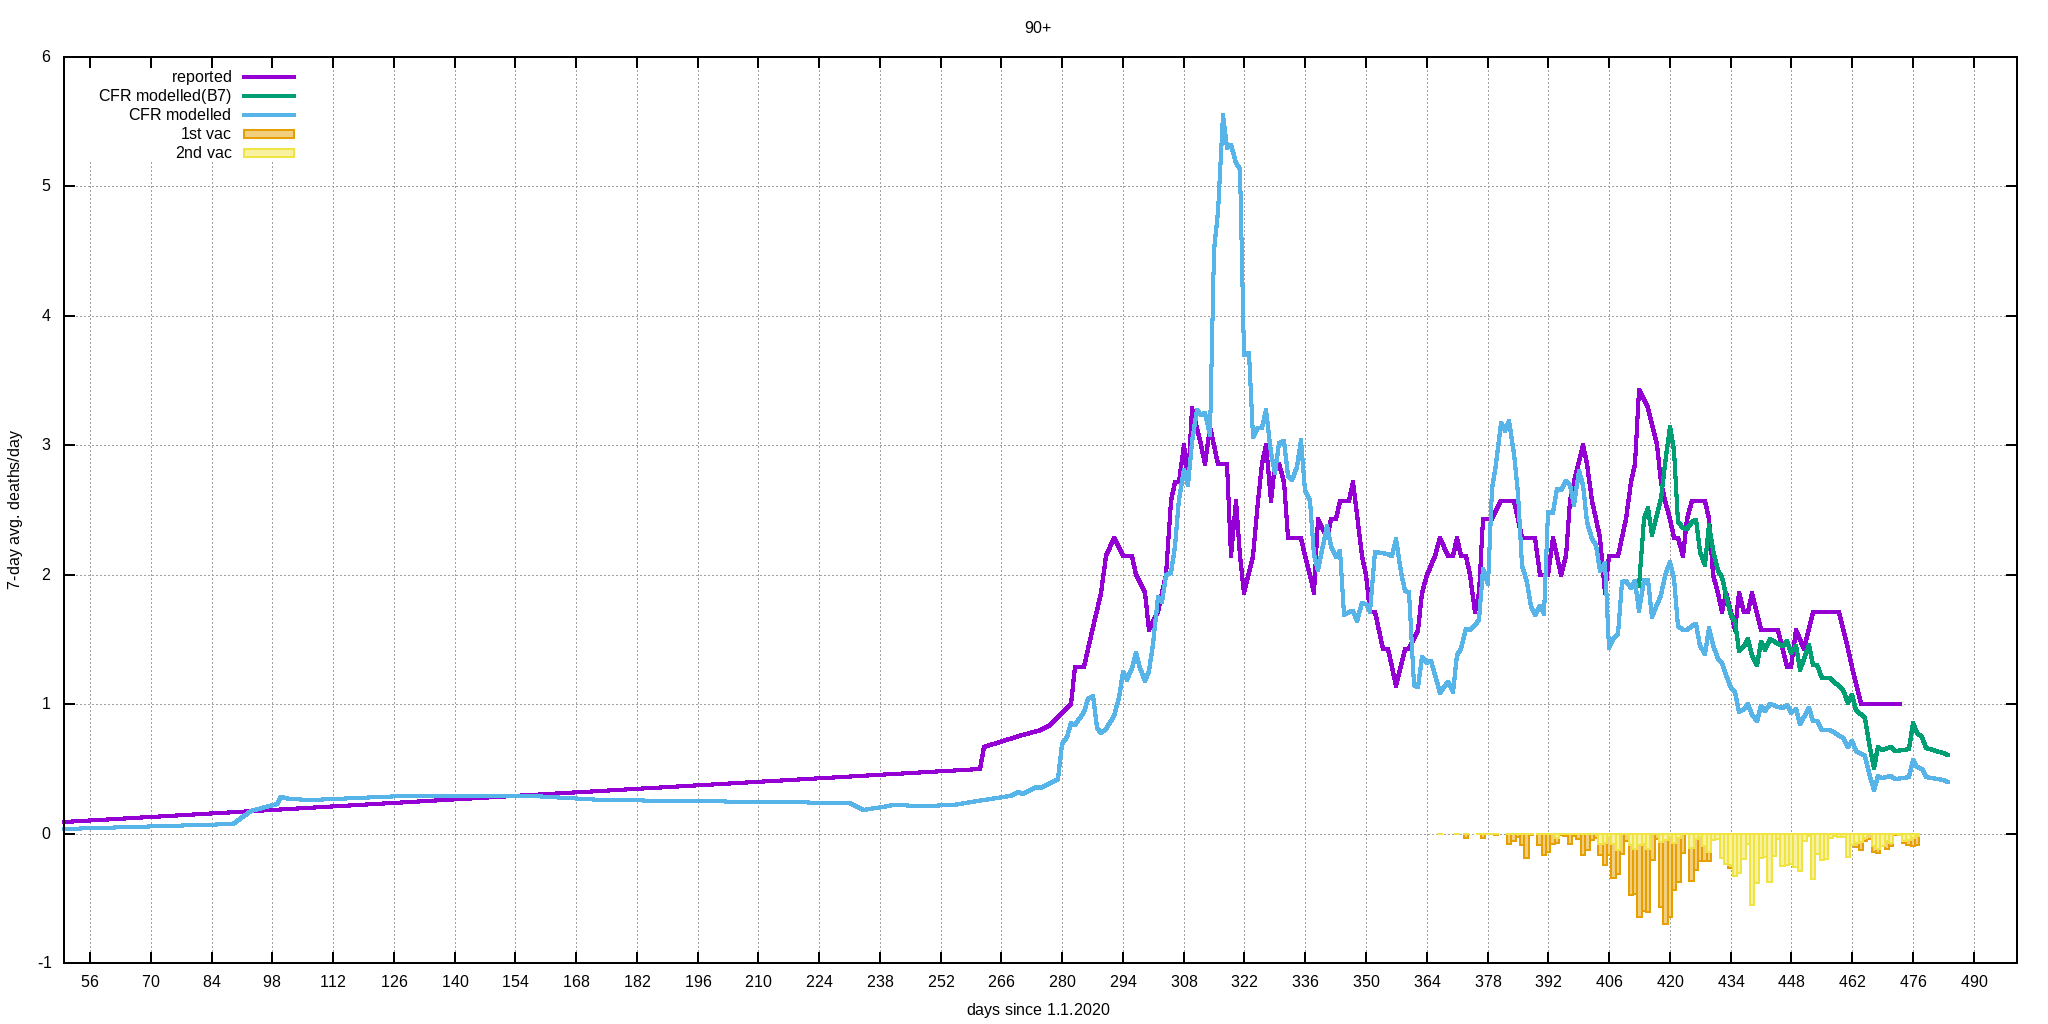 90+
reported
CFR modelled(B7)
CFR modelled
1st vac
2nd vac
7-day avg. deaths/day
6
5
4
3
2
1
0
-1
56 70 84 98 112 126 140 154 168 182 196 210 224 238 252 266 280 294 308 322 336 350 364 378 392 406 420 434 448 462 476 490
days since 1.1.2020